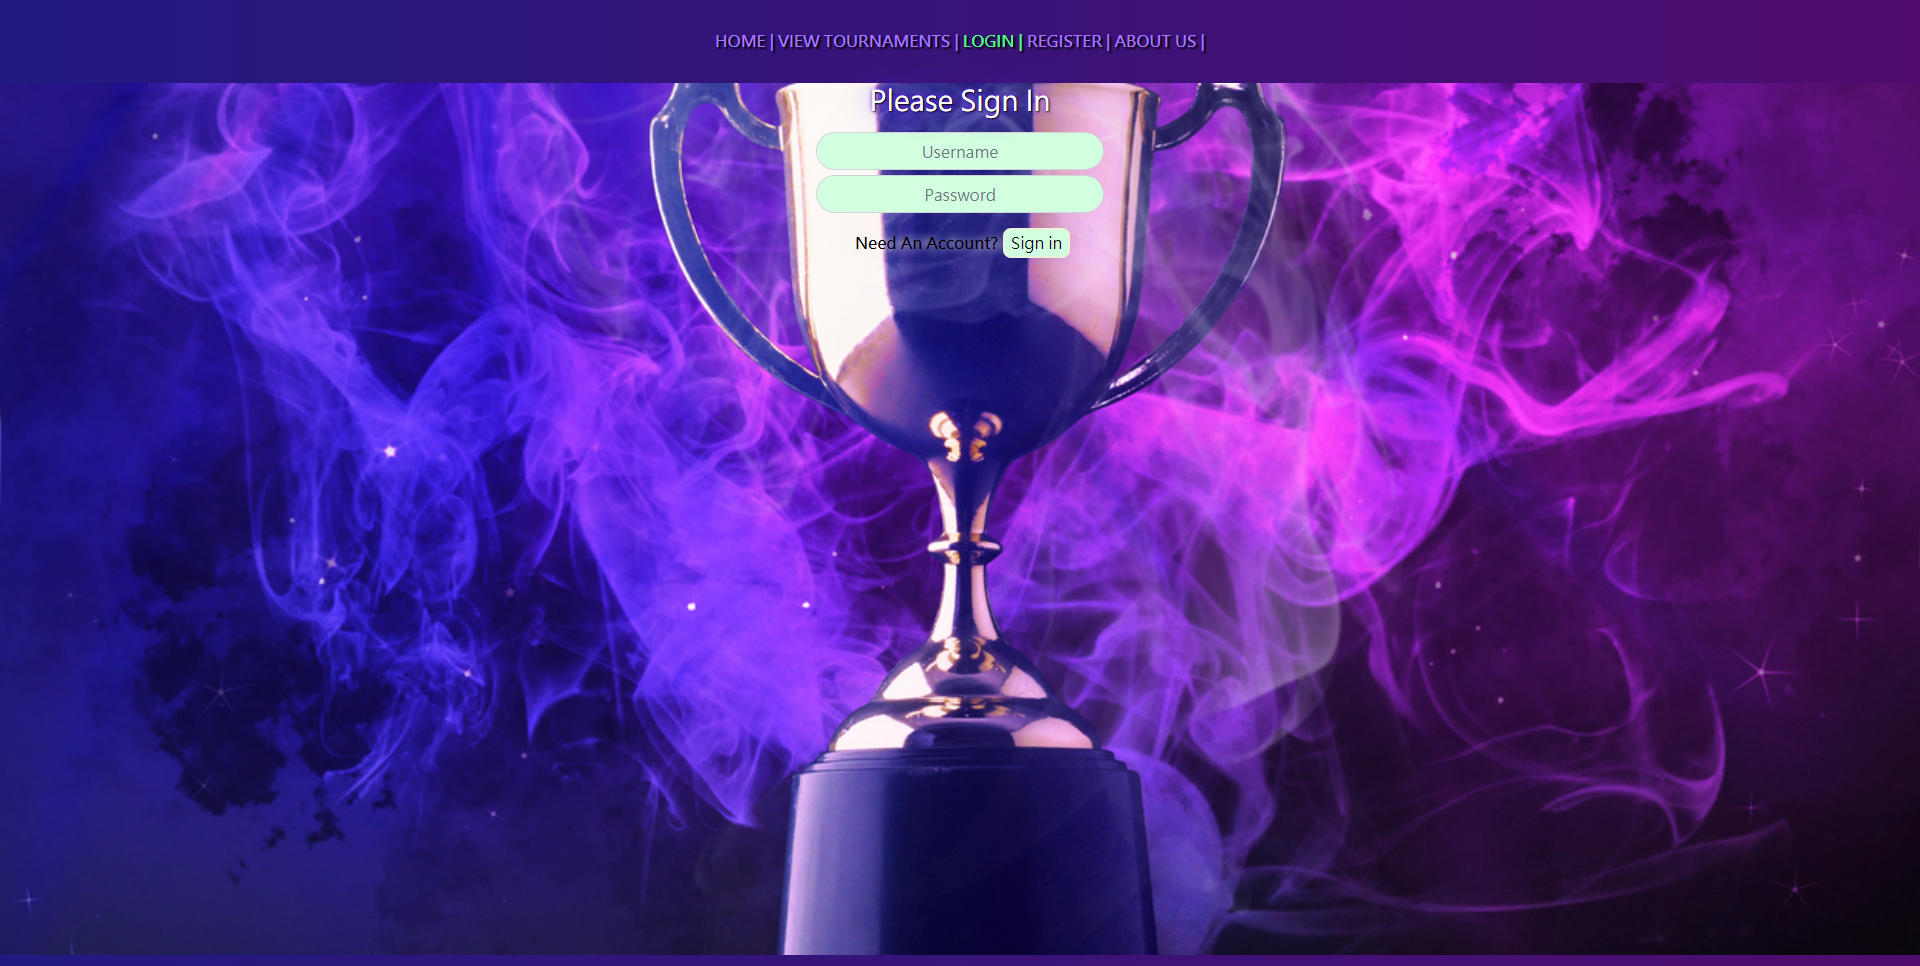 HOME | VIEW TOURNAMENTS | LOGIN | REGISTER | ABOUT US |
Please Sign In
Username
Password
Need An Account? Sign in